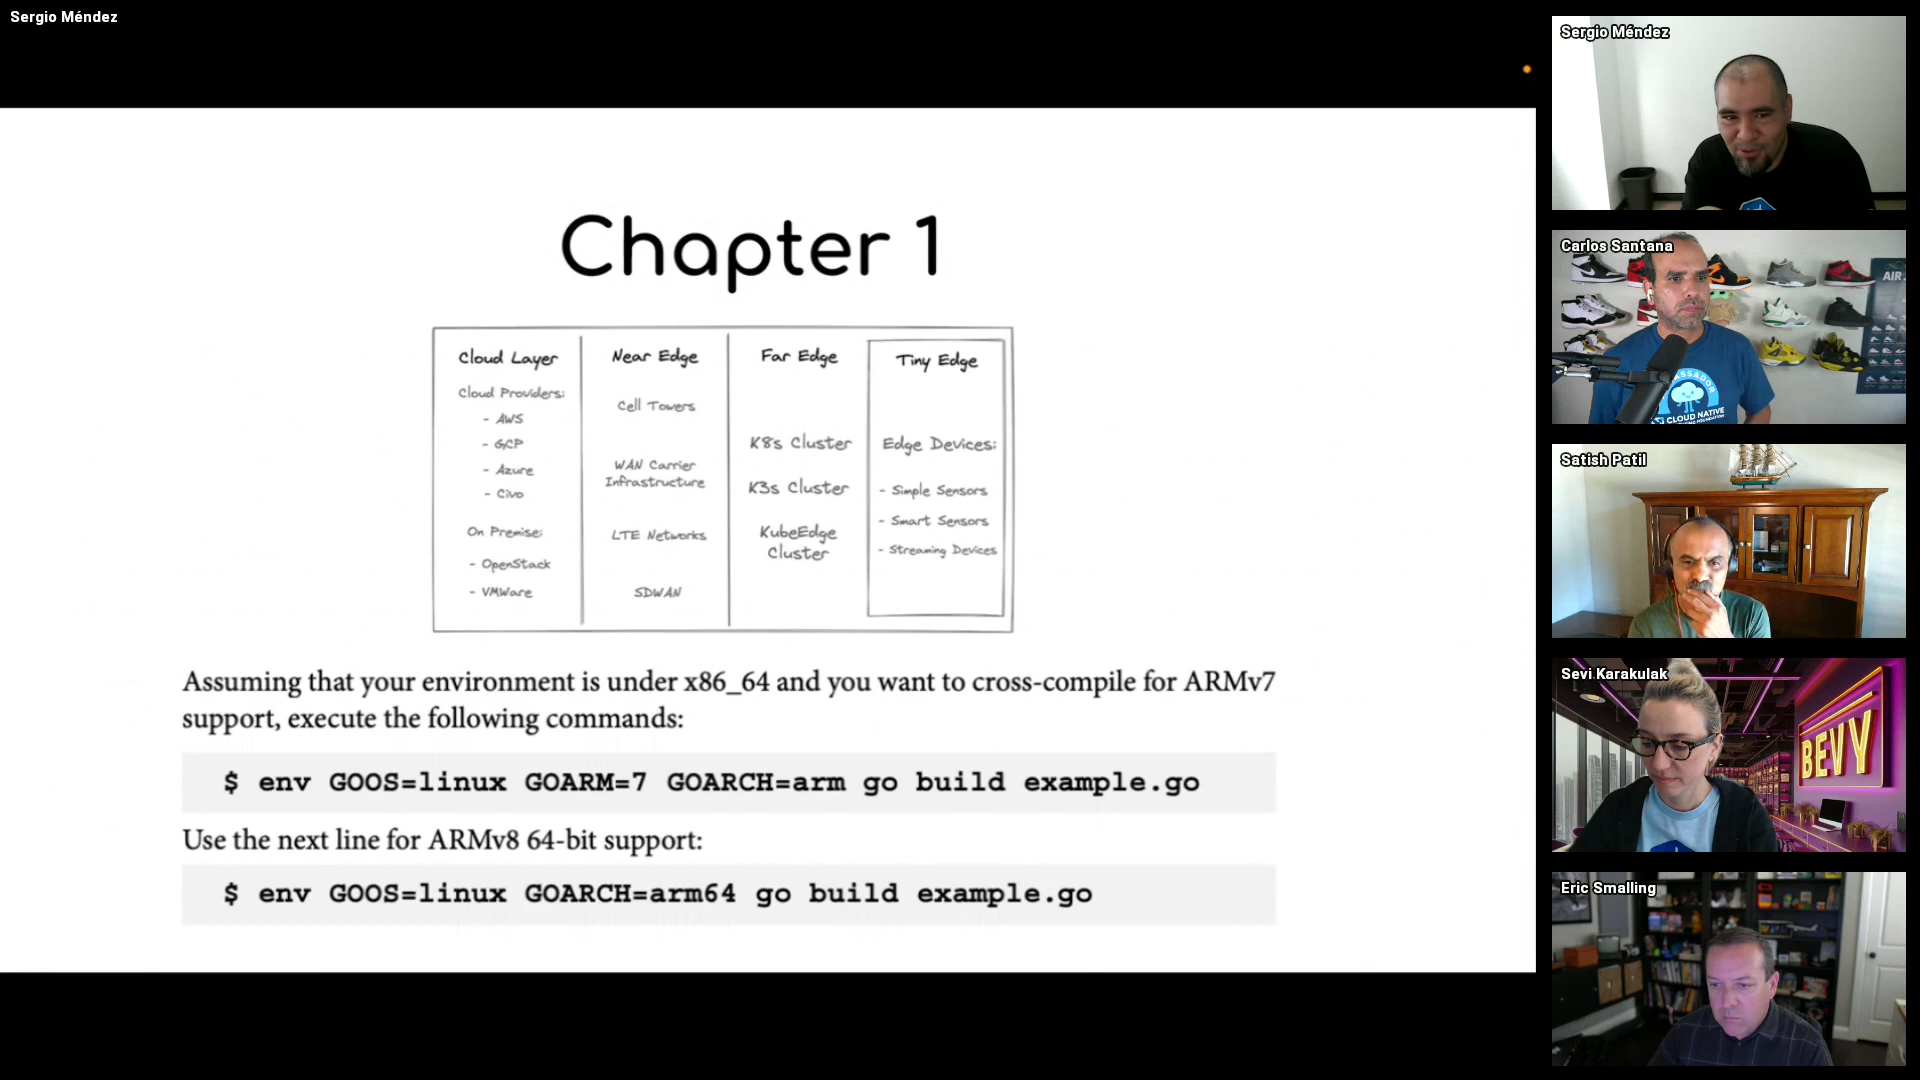 Sergio Méndez
Chapter 1
Cloud Layer
Cloud Providers:
- AWS
- GCP
- Azure
- Civo
On Premise:
- OpenStack
- VMWare
Near Edge
Cell Towers
WAN Carrier
Infrastructure
LTE Networks
SDWAN
Far Edge
K8s Cluster
K3s Cluster
KubeEdge
Cluster
Tiny Edge
Edge Devices:
- Simple Sensors
- Smart Sensors
- Streaming Devices
Assuming that your environment is under x86_64 and you want to cross-compile for ARMv7
support, execute the following commands:
$ env GOOS=linux GOARM=7 GOARCH=arm go build example.go
Use the next line for ARMv8 64-bit support:
$ env GOOS=linux GOARCH=arm64 go build example.go
Sergio Méndez
Carlos Santana
AIR
CLOUD NATIVE
Satish Patil
Sevi Karakulak
BEVY
Eric Smalling